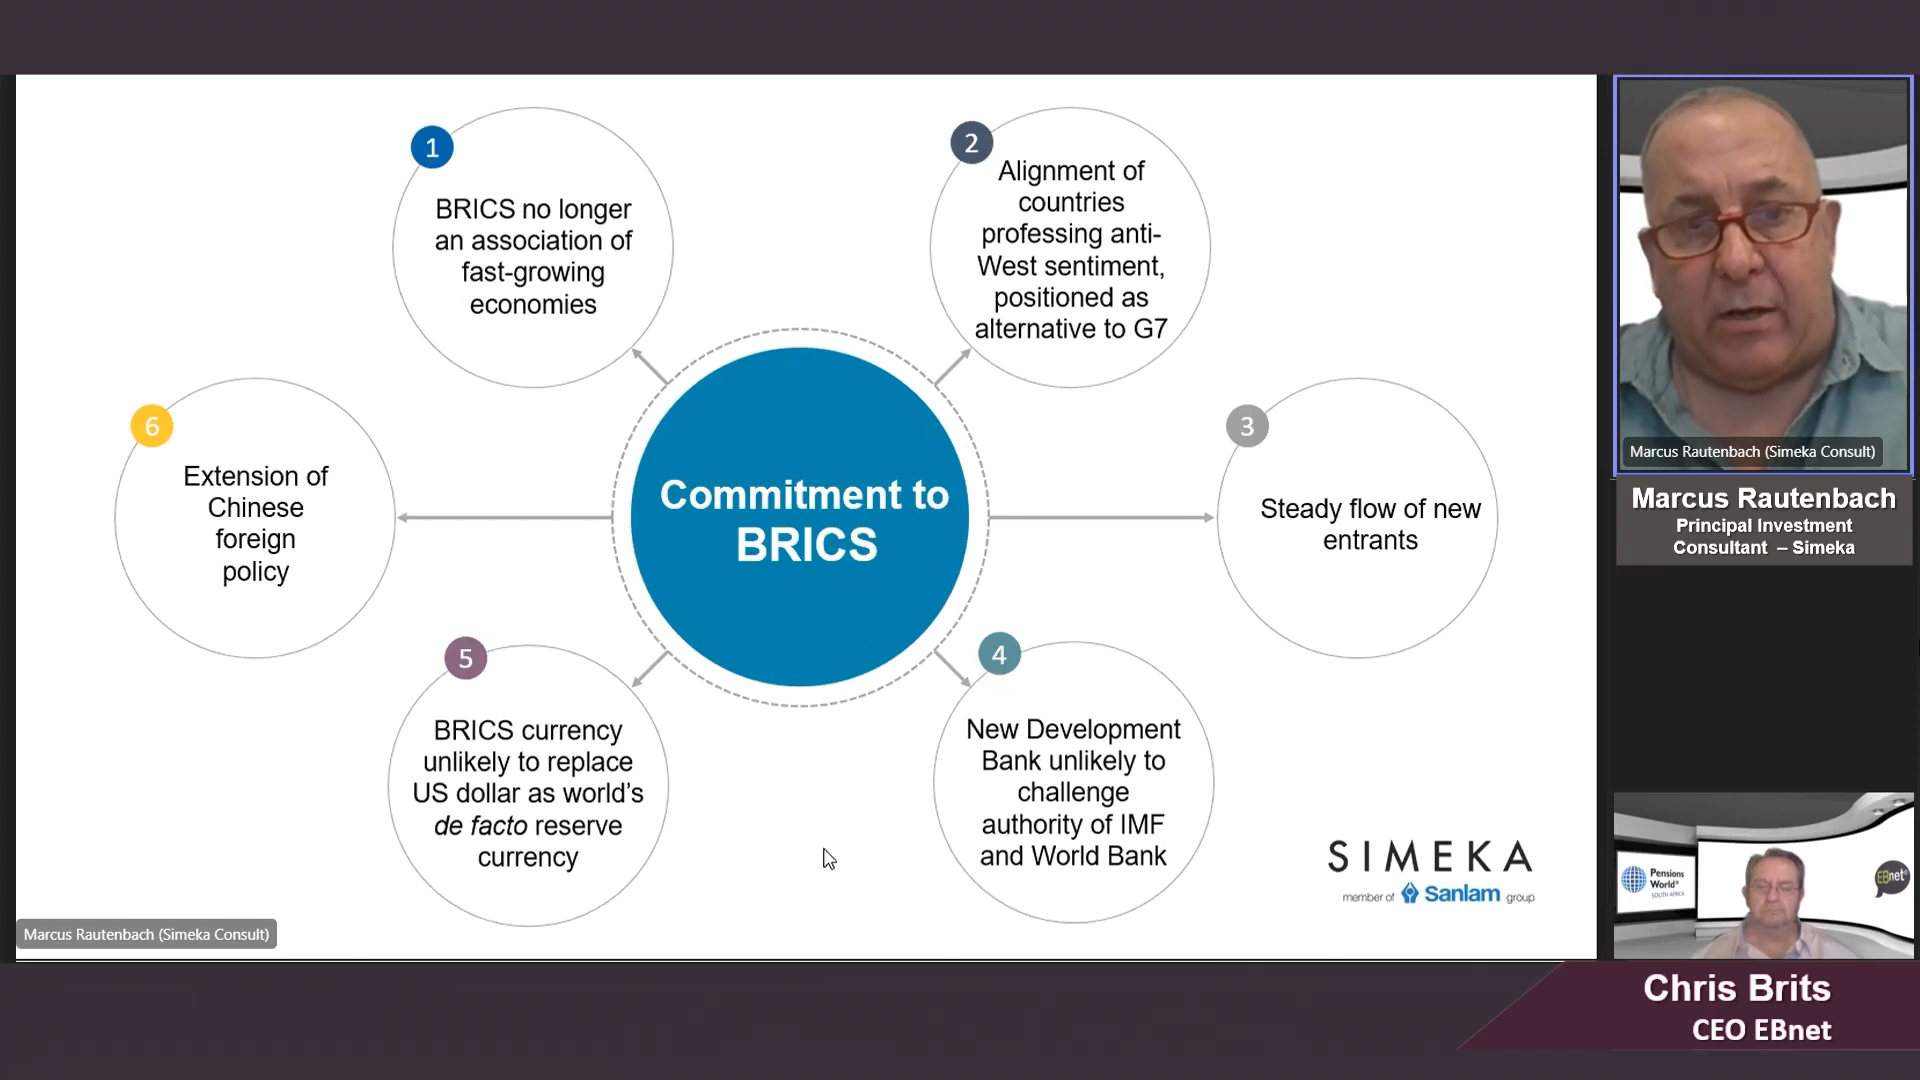 1
BRICS no longer
an association of
fast-growing
economies
2
Alignment of
countries
professing anti-
West sentiment,
positioned as
alternative to G7
3
Steady flow of new
entrants
4
New Development
Bank unlikely to
challenge
authority of IMF
and World Bank
5
BRICS currency
unlikely to replace
US dollar as world’s
de facto reserve
currency
6
Extension of
Chinese
foreign
policy
Commitment to
BRICS
SIMEKA
member of Sanlam group
Marcus Rautenbach (Simeka Consult)
Marcus Rautenbach (Simeka Consult)
Marcus Rautenbach
Principal Investment
Consultant – Simeka
Pensions
World®
SOUTH AFRICA
EBnet
Chris Brits
CEO EBnet